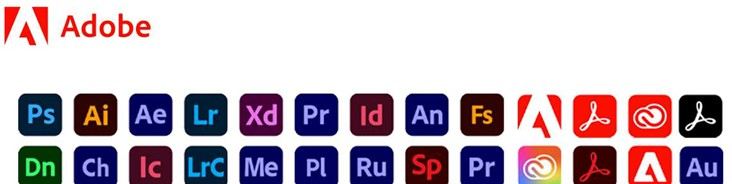 Adobe
Ps Ai Ae Lr Xd Pr Id An Fs
Dn Ch Ic LrC Me Pl Ru Sp Pr Au